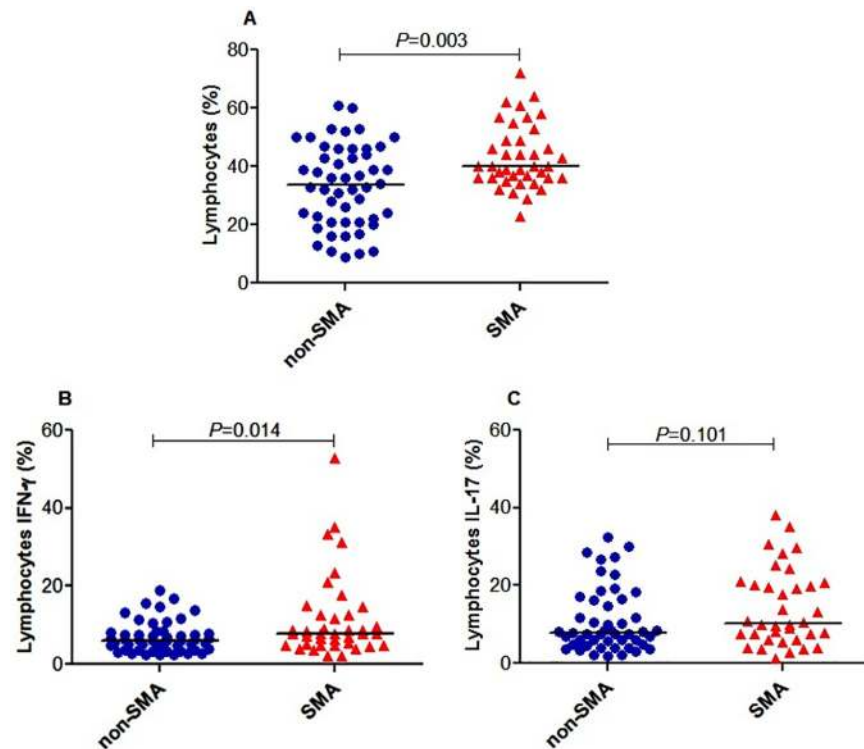 A
P=0.003
Lymphocytes (%)
80
60
40
20
0
non-SMA
SMA
B
P=0.014
Lymphocytes IFN-γ (%)
60
40
20
0
non-SMA
SMA
C
P=0.101
Lymphocytes IL-17 (%)
60
40
20
0
non-SMA
SMA